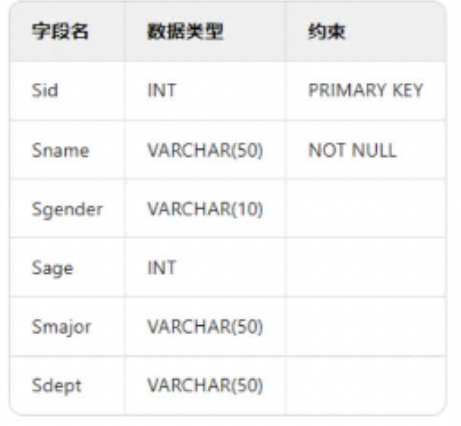 字段名 数据类型 约束
Sid INT PRIMARY KEY
Sname VARCHAR(50) NOT NULL
Sgender VARCHAR(10)
Sage INT
Smajor VARCHAR(50)
Sdept VARCHAR(50)